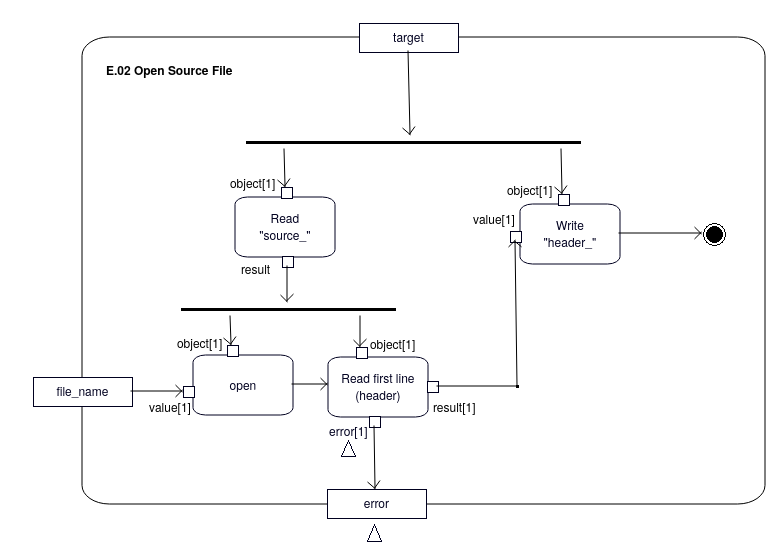 target
E.02 Open Source File
object[1]
object[1]
Read
"source_"
value[1]
Write
"header_"
result
object[1]
object[1]
file_name
value[1]
open
Read first line
(header)
result[1]
error[1]
error